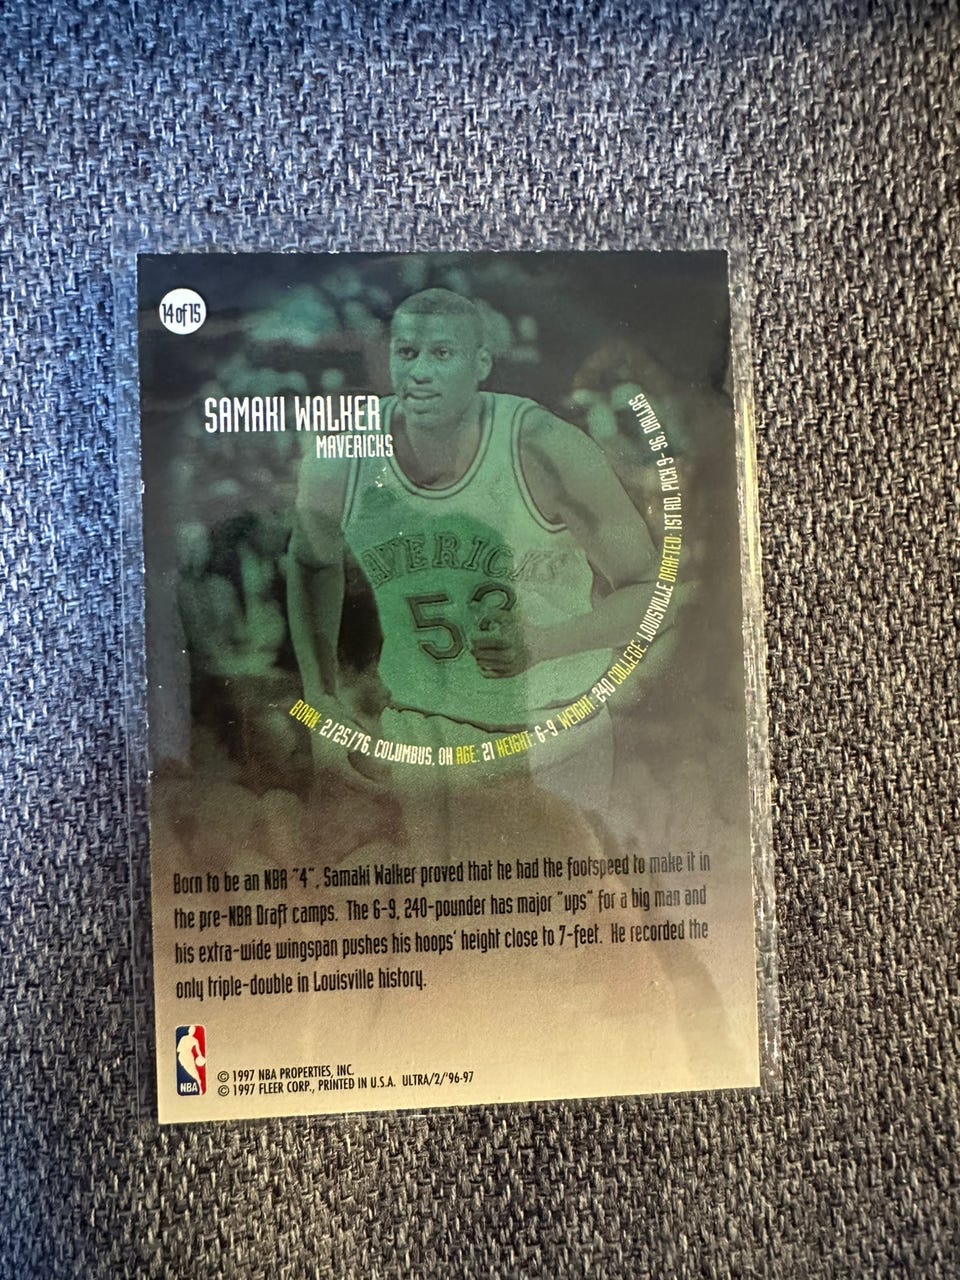 14 of 15
SAMAKI WALKER
MAVERICKS
MAVERICKS
53
BORN: 2/25/76, COLUMBUS, OH AGE: 21 HEIGHT: 6-9 WEIGHT: 240 COLLEGE: LOUISVILLE DRAFTED: 1ST RD., PICK 9- 96, DALLAS
Born to be an NBA "4", Samaki Walker proved that he had the footspeed to make it in
the pre-NBA Draft camps. The 6-9, 240-pounder has major "ups" for a big man and
his extra-wide wingspan pushes his hoops' height close to 7-feet. He recorded the
only triple-double in Louisville history.
NBA
© 1997 NBA PROPERTIES, INC.
© 1997 FLEER CORP., PRINTED IN U.S.A. ULTRA/2/'96-97